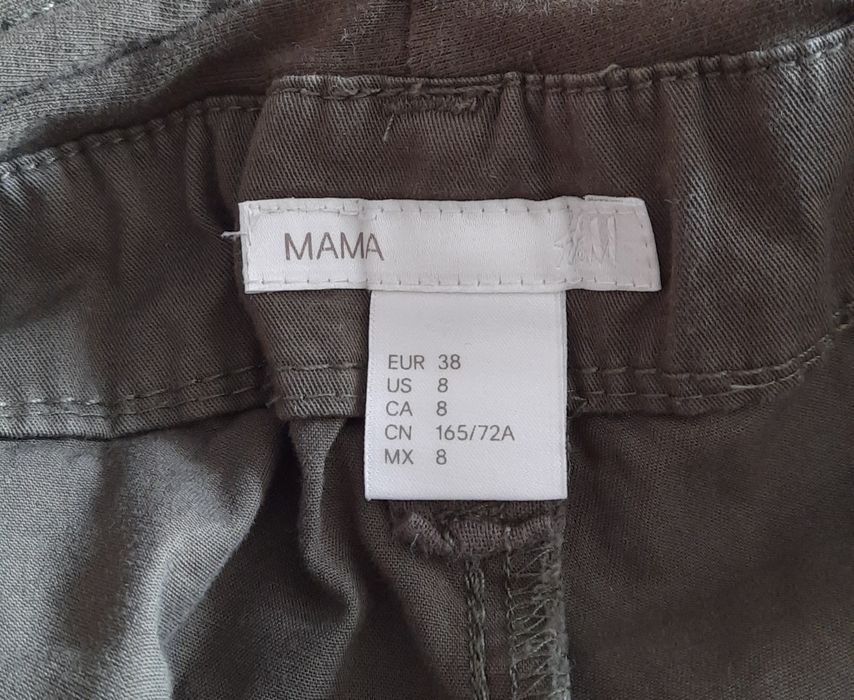 MAMA H&M
EUR 38
US 8
CA 8
CN 165/72A
MX 8